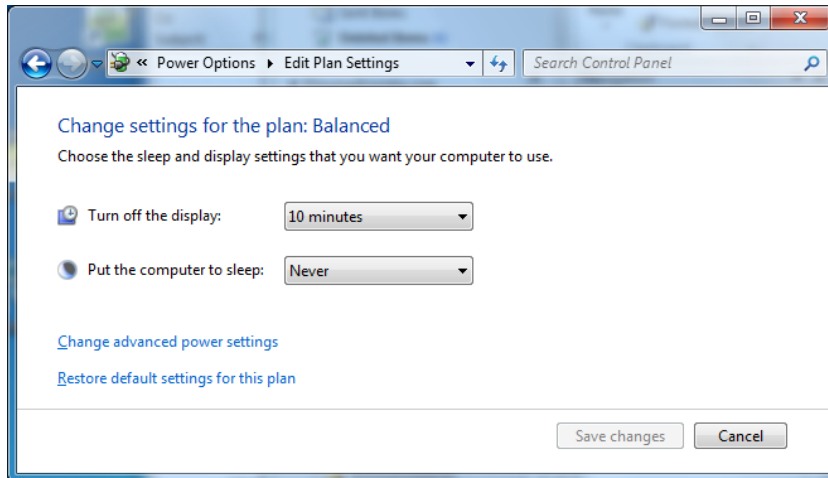 « Power Options ▸ Edit Plan Settings
Search Control Panel
Change settings for the plan: Balanced
Choose the sleep and display settings that you want your computer to use.
Turn off the display: 10 minutes
Put the computer to sleep: Never
Change advanced power settings
Restore default settings for this plan
Save changes Cancel